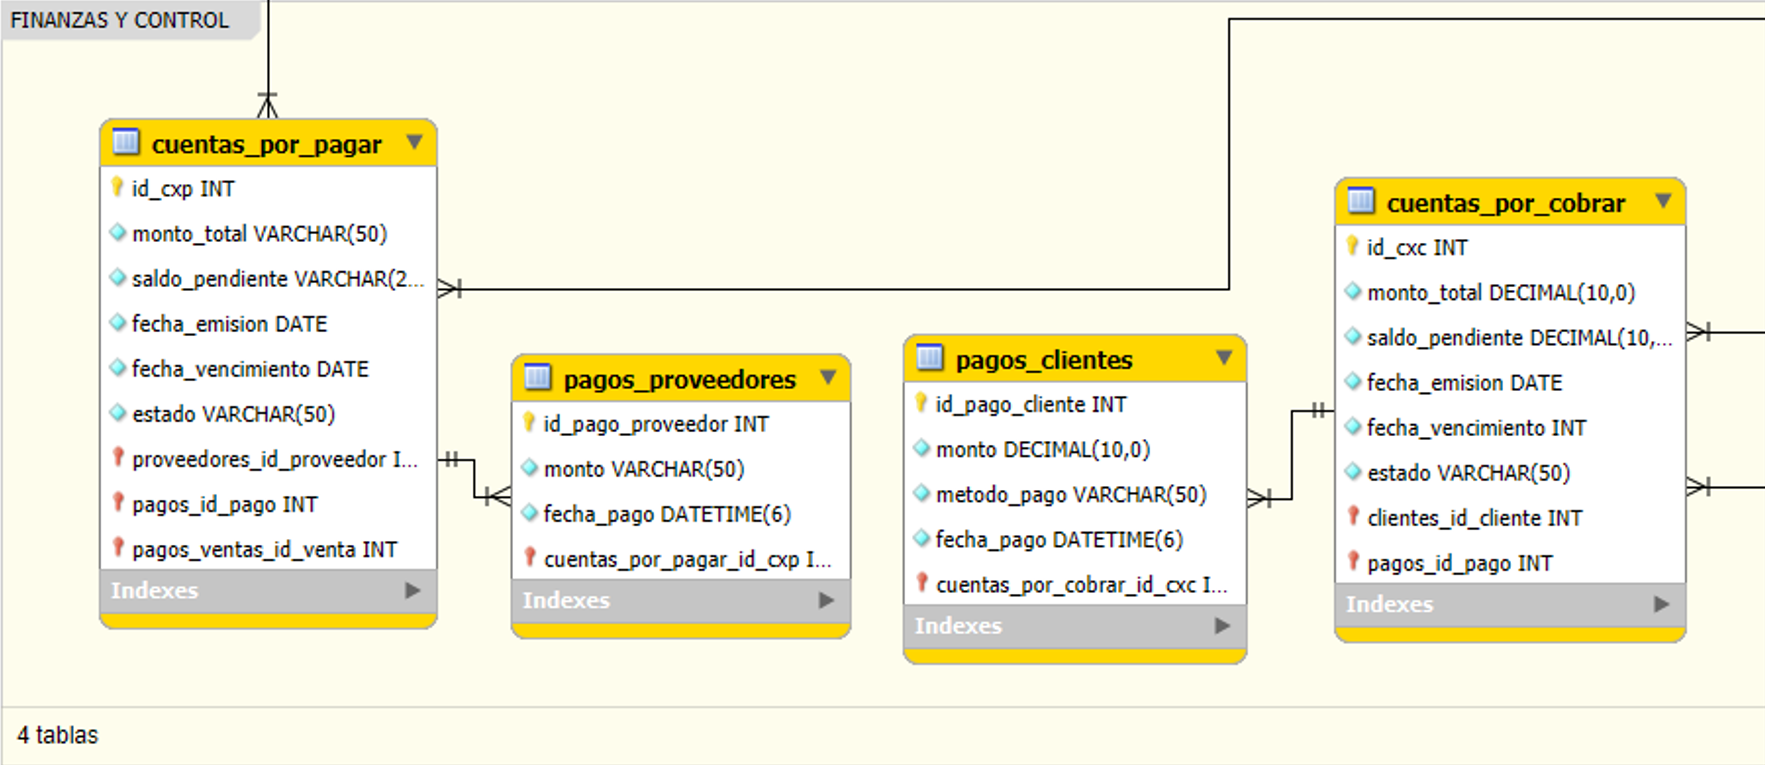 FINANZAS Y CONTROL
cuentas_por_pagar
id_cxp INT
monto_total VARCHAR(50)
saldo_pendiente VARCHAR(2...
fecha_emision DATE
fecha_vencimiento DATE
estado VARCHAR(50)
proveedores_id_proveedor I...
pagos_id_pago INT
pagos_ventas_id_venta INT
Indexes
pagos_proveedores
id_pago_proveedor INT
monto VARCHAR(50)
fecha_pago DATETIME(6)
cuentas_por_pagar_id_cxp I...
Indexes
pagos_clientes
id_pago_cliente INT
monto DECIMAL(10,0)
metodo_pago VARCHAR(50)
fecha_pago DATETIME(6)
cuentas_por_cobrar_id_cxc I...
Indexes
cuentas_por_cobrar
id_cxc INT
monto_total DECIMAL(10,0)
saldo_pendiente DECIMAL(10,...
fecha_emision DATE
fecha_vencimiento INT
estado VARCHAR(50)
clientes_id_cliente INT
pagos_id_pago INT
Indexes
4 tablas